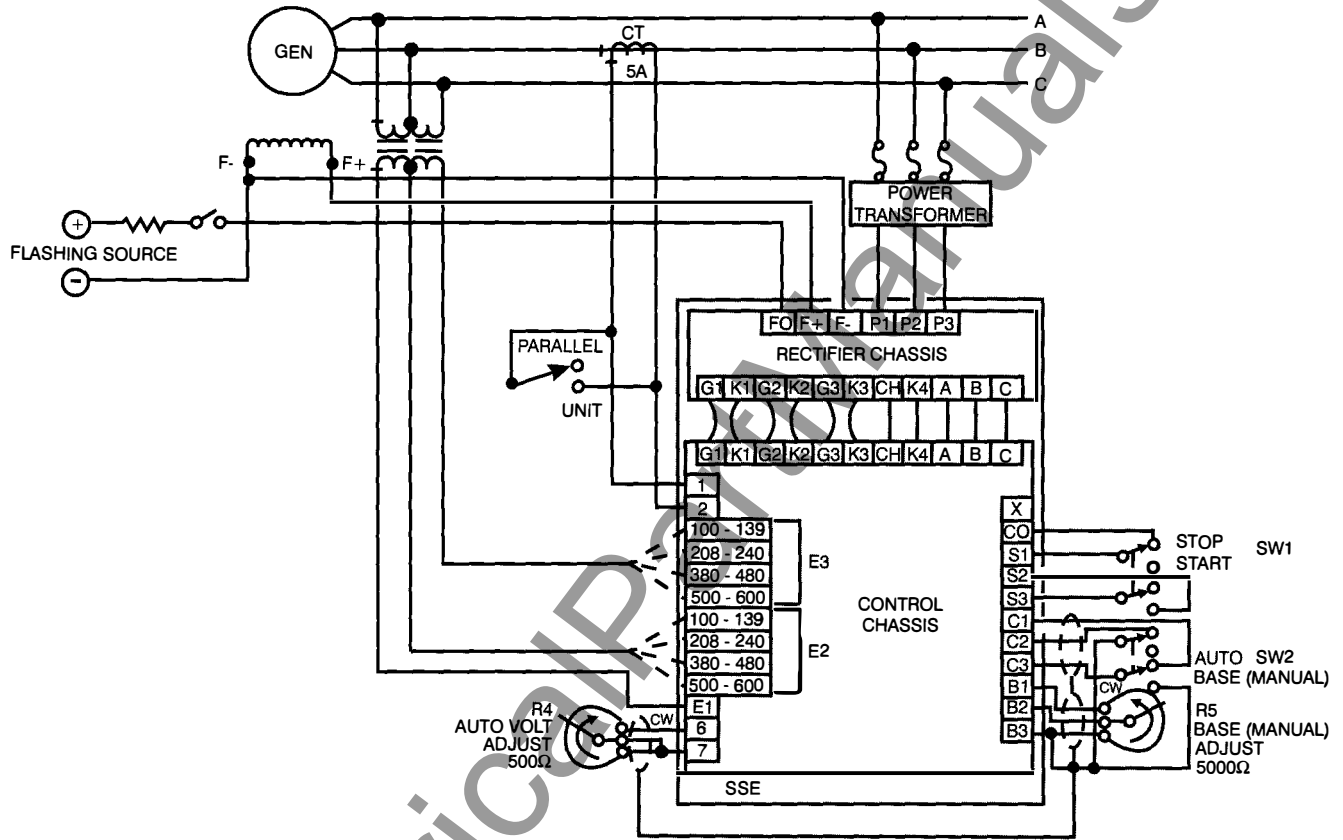 A
GEN
CT
B
5A
C
F-
F+
POWER
TRANSFORMER
+
FLASHING SOURCE
-
FO F+ F- P1 P2 P3
RECTIFIER CHASSIS
PARALLEL
UNIT
G1 K1 G2 K2 G3 K3 CH K4 A B C
G1 K1 G2 K2 G3 K3 CH K4 A B C
1
2
100 - 139
208 - 240
380 - 480
500 - 600
E3
100 - 139
208 - 240
380 - 480
500 - 600
E2
E1
6
7
CONTROL
CHASSIS
X
CO
S1
S2
S3
C1
C2
C3
B1
B2
B3
STOP
START
SW1
AUTO SW2
BASE (MANUAL)
CW
R5
BASE (MANUAL)
ADJUST
5000Ω
R4
AUTO VOLT
ADJUST
500Ω
CW
SSE
ricalPartManuals